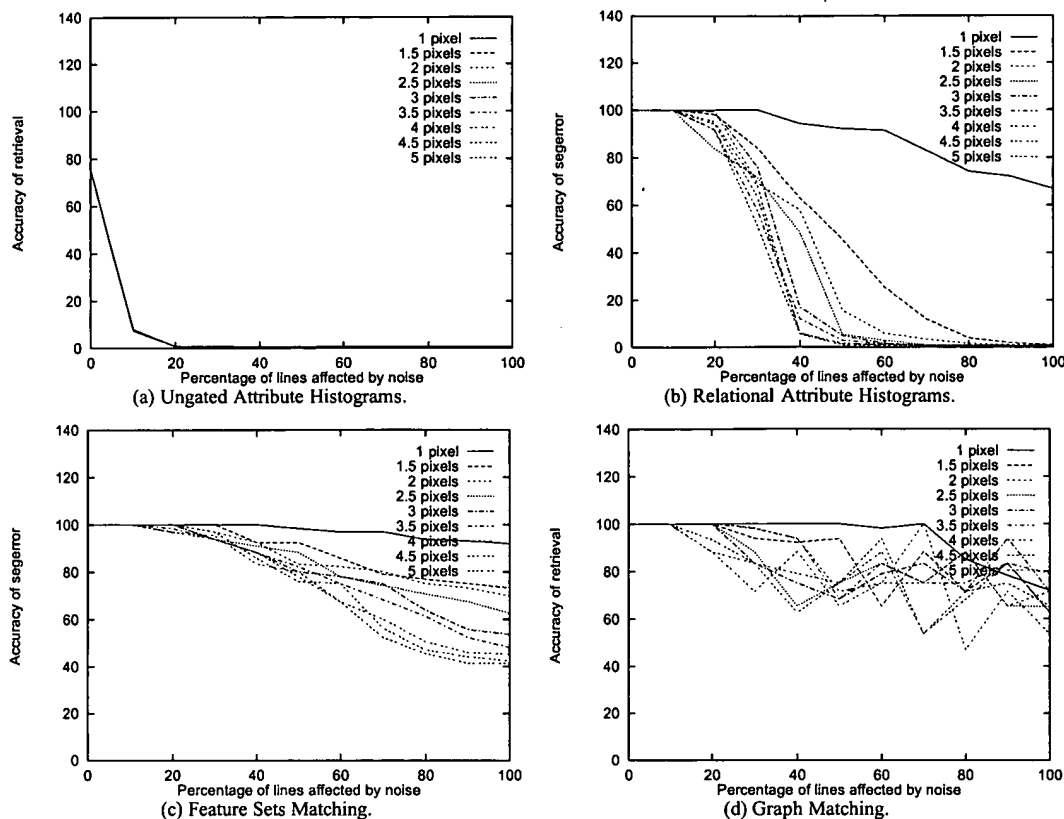 140
120
100
80
60
40
20
0
Accuracy of retrieval
1 pixel
1.5 pixels
2 pixels
2.5 pixels
3 pixels
3.5 pixels
4 pixels
4.5 pixels
5 pixels
0 20 40 60 80 100
Percentage of lines affected by noise
(a) Ungated Attribute Histograms.
140
120
100
80
60
40
20
0
Accuracy of segerror
1 pixel
1.5 pixels
2 pixels
2.5 pixels
3 pixels
3.5 pixels
4 pixels
4.5 pixels
5 pixels
0 20 40 60 80 100
Percentage of lines affected by noise
(b) Relational Attribute Histograms.
140
120
100
80
60
40
20
0
Accuracy of segerror
1 pixel
1.5 pixels
2 pixels
2.5 pixels
3 pixels
3.5 pixels
4 pixels
4.5 pixels
5 pixels
0 20 40 60 80 100
Percentage of lines affected by noise
(c) Feature Sets Matching.
140
120
100
80
60
40
20
0
Accuracy of retrieval
1 pixel
1.5 pixels
2 pixels
2.5 pixels
3 pixels
3.5 pixels
4 pixels
4.5 pixels
5 pixels
0 20 40 60 80 100
Percentage of lines affected by noise
(d) Graph Matching.